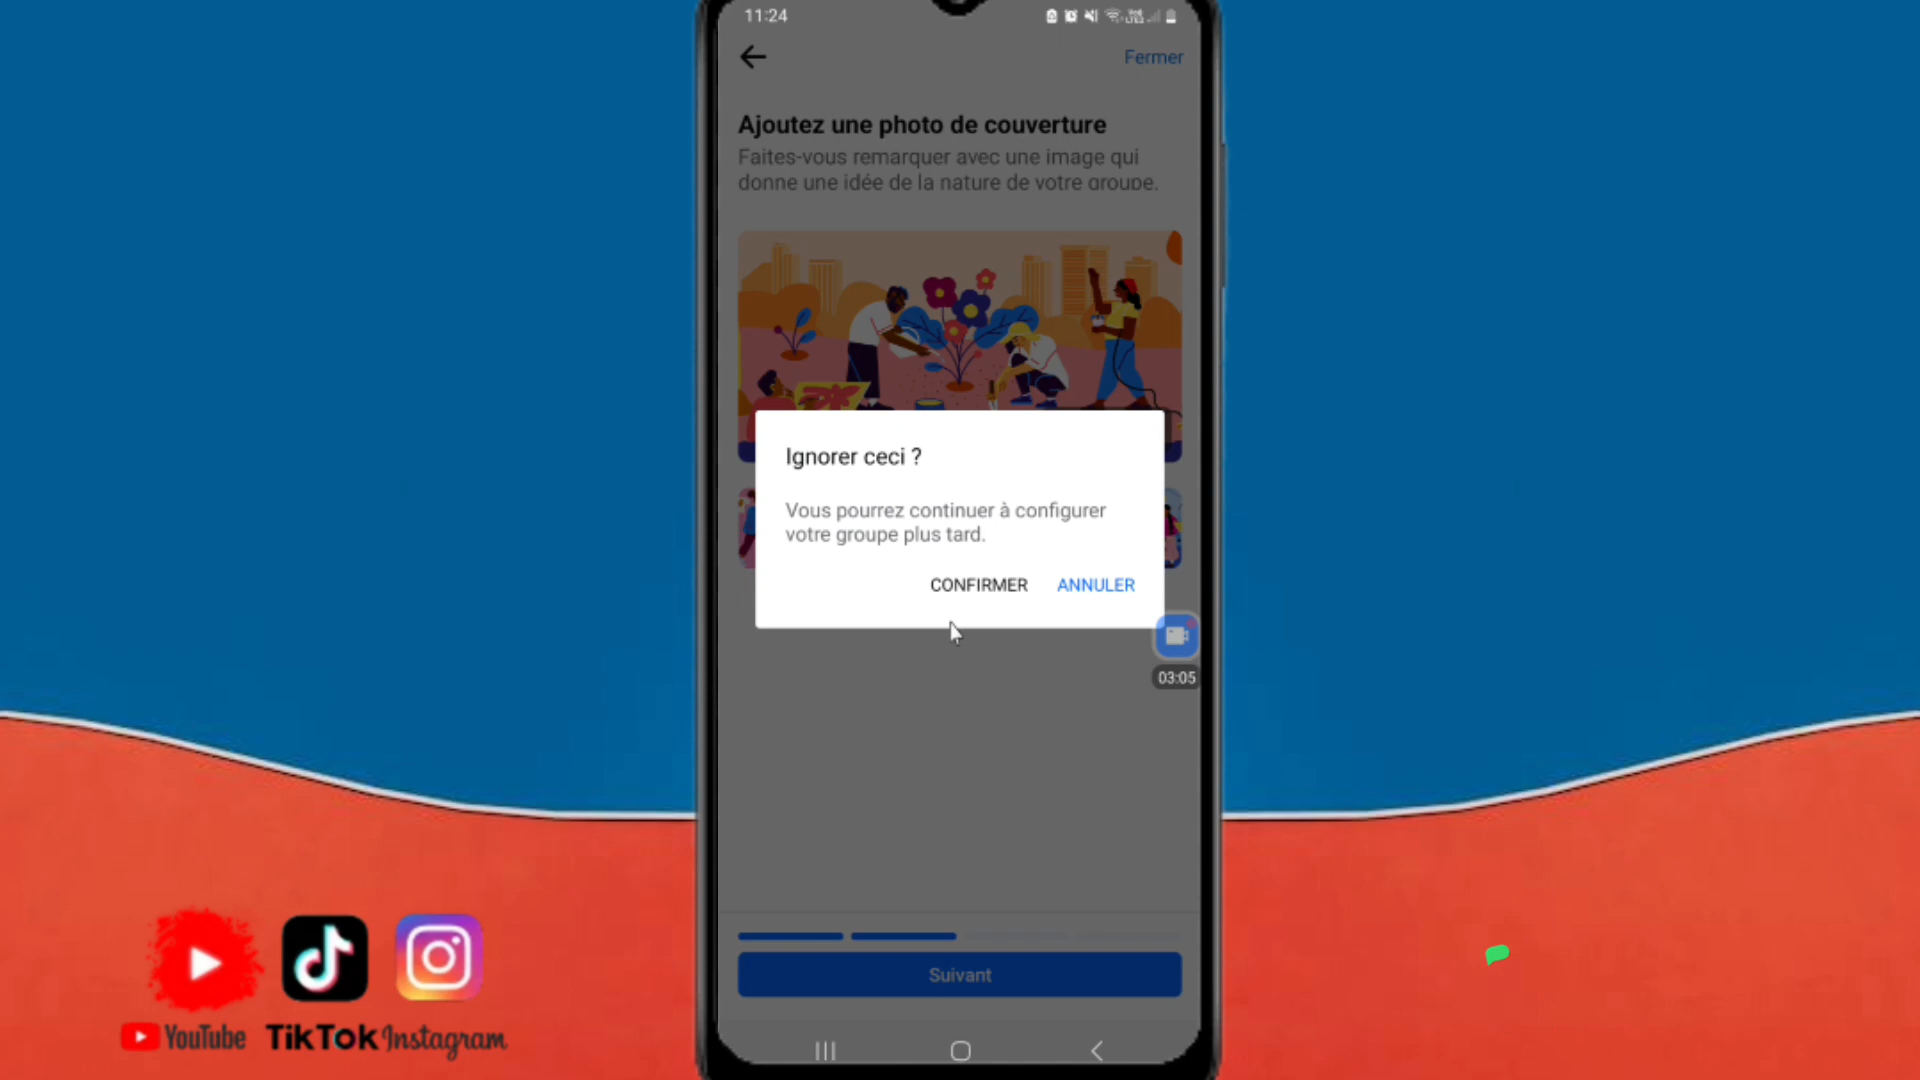 11:24
Fermer
Ajoutez une photo de couverture
Faites-vous remarquer avec une image qui
donne une idée de la nature de votre groupe.
Ignorer ceci ?
Vous pourrez continuer à configurer
votre groupe plus tard.
CONFIRMER ANNULER
03:05
Suivant
YouTube TikTok Instagram